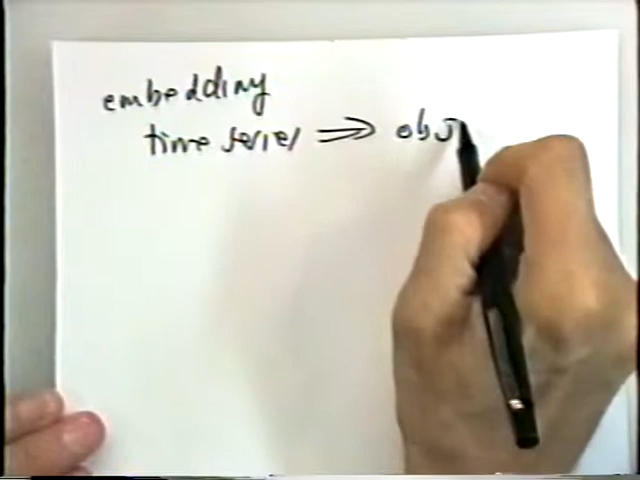 embedding
time series ⇒ obj